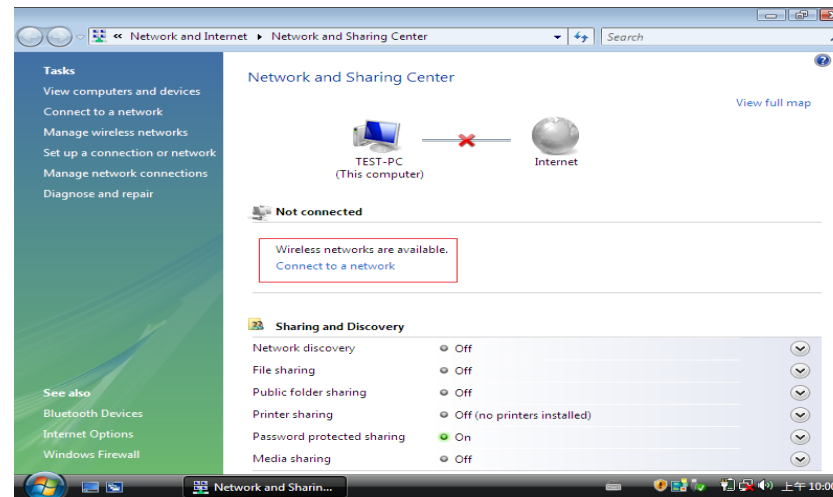 « Network and Internet ▸ Network and Sharing Center
Search
Tasks
View computers and devices
Connect to a network
Manage wireless networks
Set up a connection or network
Manage network connections
Diagnose and repair
See also
Bluetooth Devices
Internet Options
Windows Firewall
Network and Sharing Center
View full map
TEST-PC
(This computer)
Internet
Not connected
Wireless networks are available.
Connect to a network
Sharing and Discovery
Network discovery Off
File sharing Off
Public folder sharing Off
Printer sharing Off (no printers installed)
Password protected sharing On
Media sharing Off
Network and Sharin...
上午 10:00